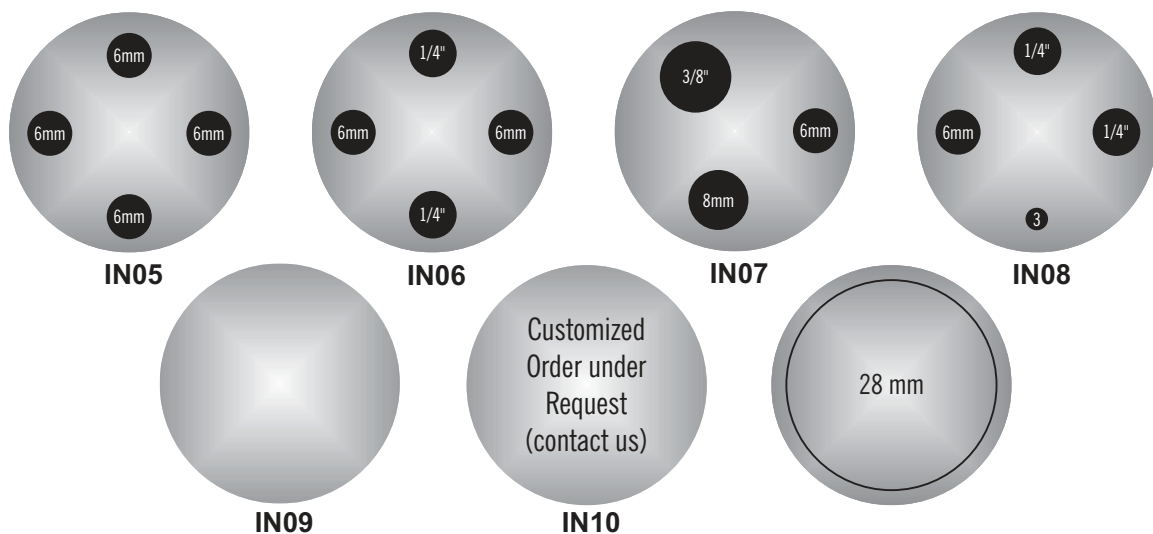 6mm
6mm
6mm
6mm
IN05
1/4"
6mm
6mm
1/4"
IN06
3/8"
6mm
8mm
IN07
1/4"
6mm
1/4"
3
IN08
IN09
Customized
Order under
Request
(contact us)
IN10
28 mm